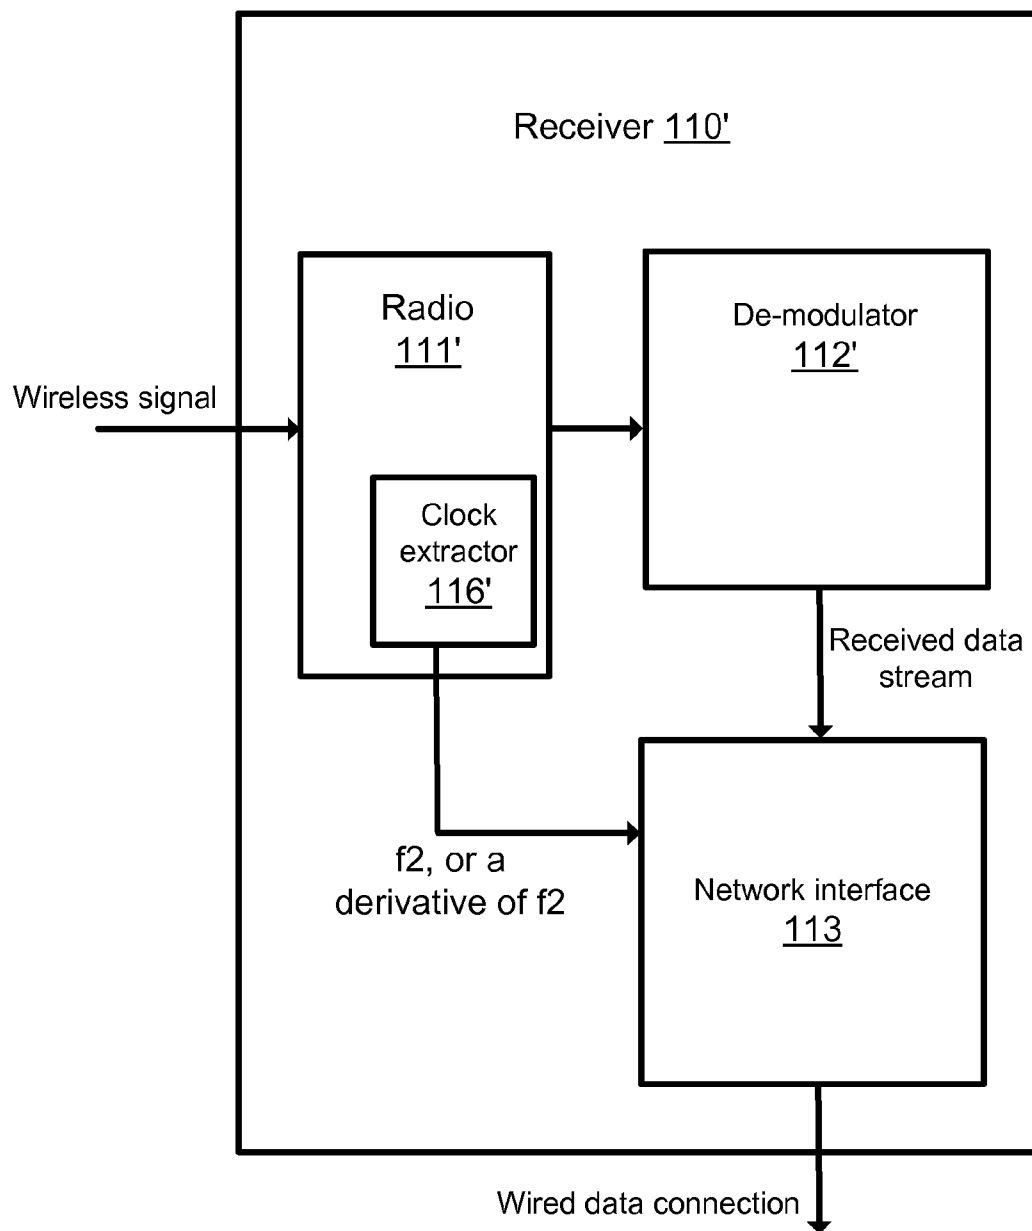 Receiver 110'
Radio
111'
De-modulator
112'
Wireless signal
Clock
extractor
116'
Received data
stream
f2, or a
derivative of f2
Network interface
113
Wired data connection